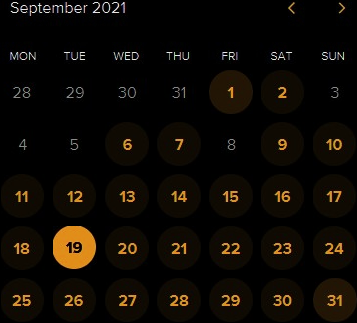 September 2021 < >
MON TUE WED THU FRI SAT SUN
28 29 30 31 1 2 3
4 5 6 7 8 9 10
11 12 13 14 15 16 17
18 19 20 21 22 23 24
25 26 27 28 29 30 31